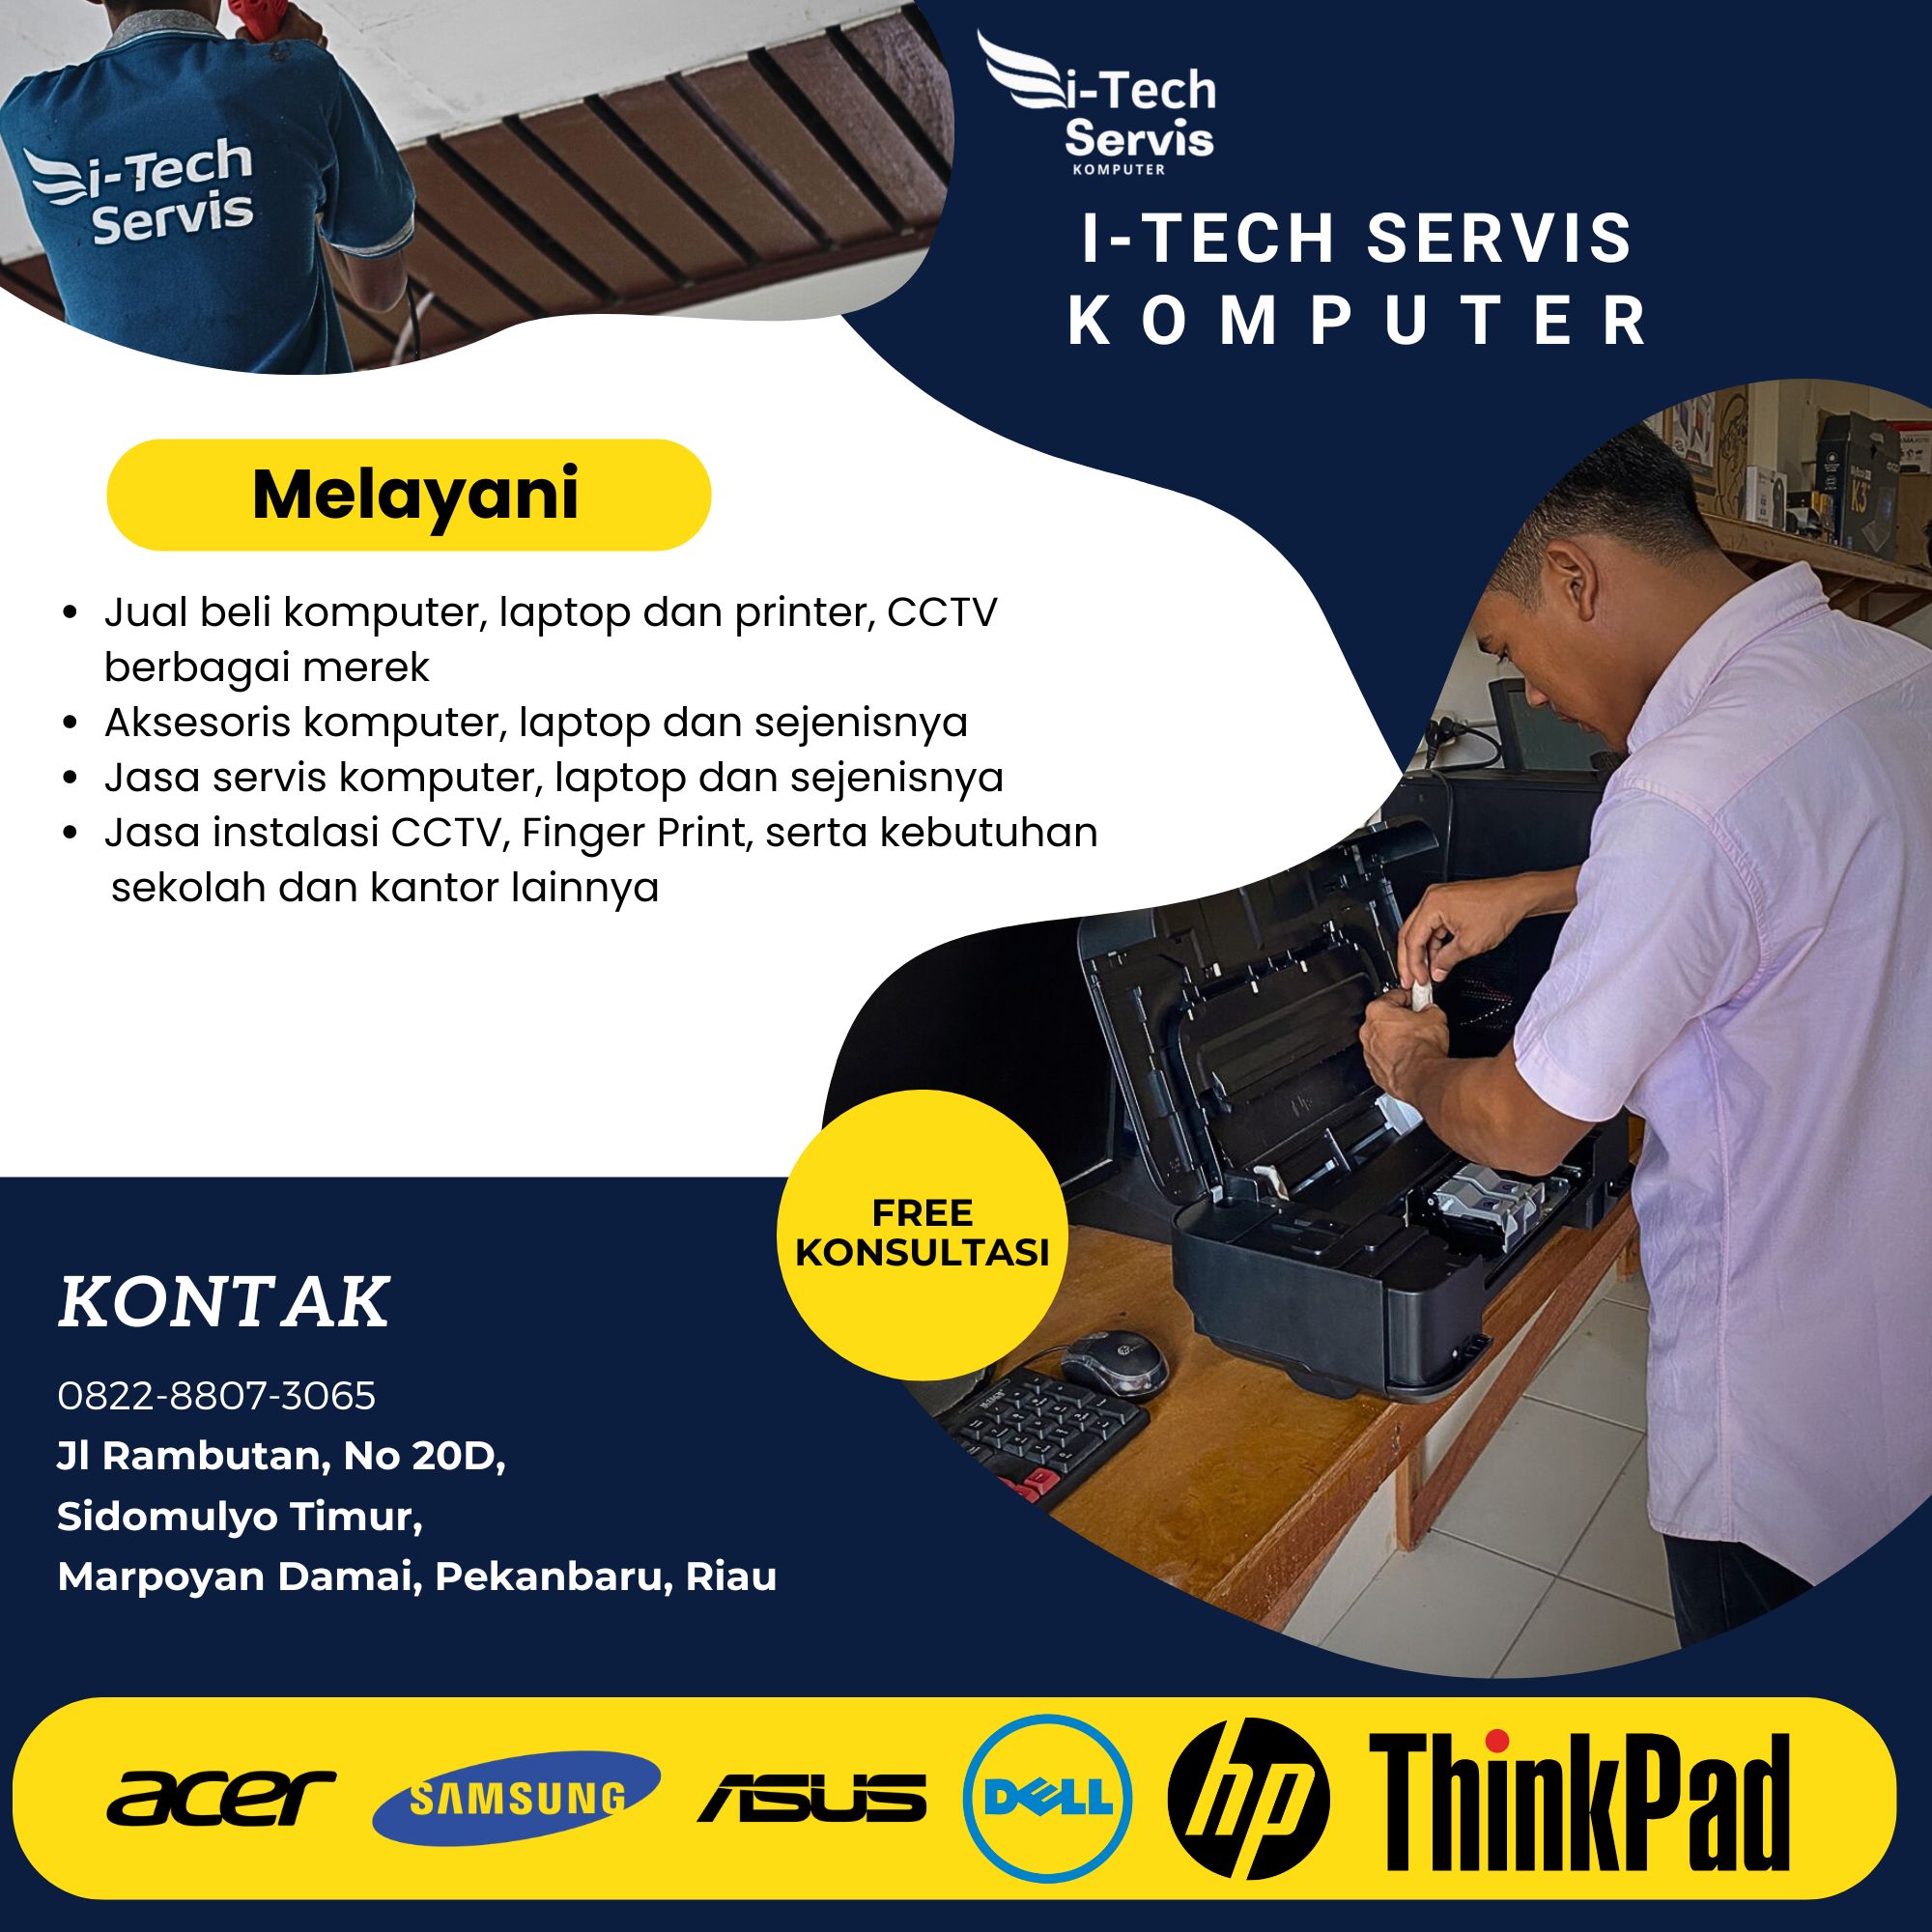 i-Tech
Servis
i-Tech
Servis
KOMPUTER
I-TECH SERVIS
KOMPUTER
Melayani
• Jual beli komputer, laptop dan printer, CCTV
berbagai merek
• Aksesoris komputer, laptop dan sejenisnya
• Jasa servis komputer, laptop dan sejenisnya
• Jasa instalasi CCTV, Finger Print, serta kebutuhan
sekolah dan kantor lainnya
K3
FREE
KONSULTASI
KONTAK
0822-8807-3065
Jl Rambutan, No 20D,
Sidomulyo Timur,
Marpoyan Damai, Pekanbaru, Riau
acer SAMSUNG ASUS DELL hp ThinkPad